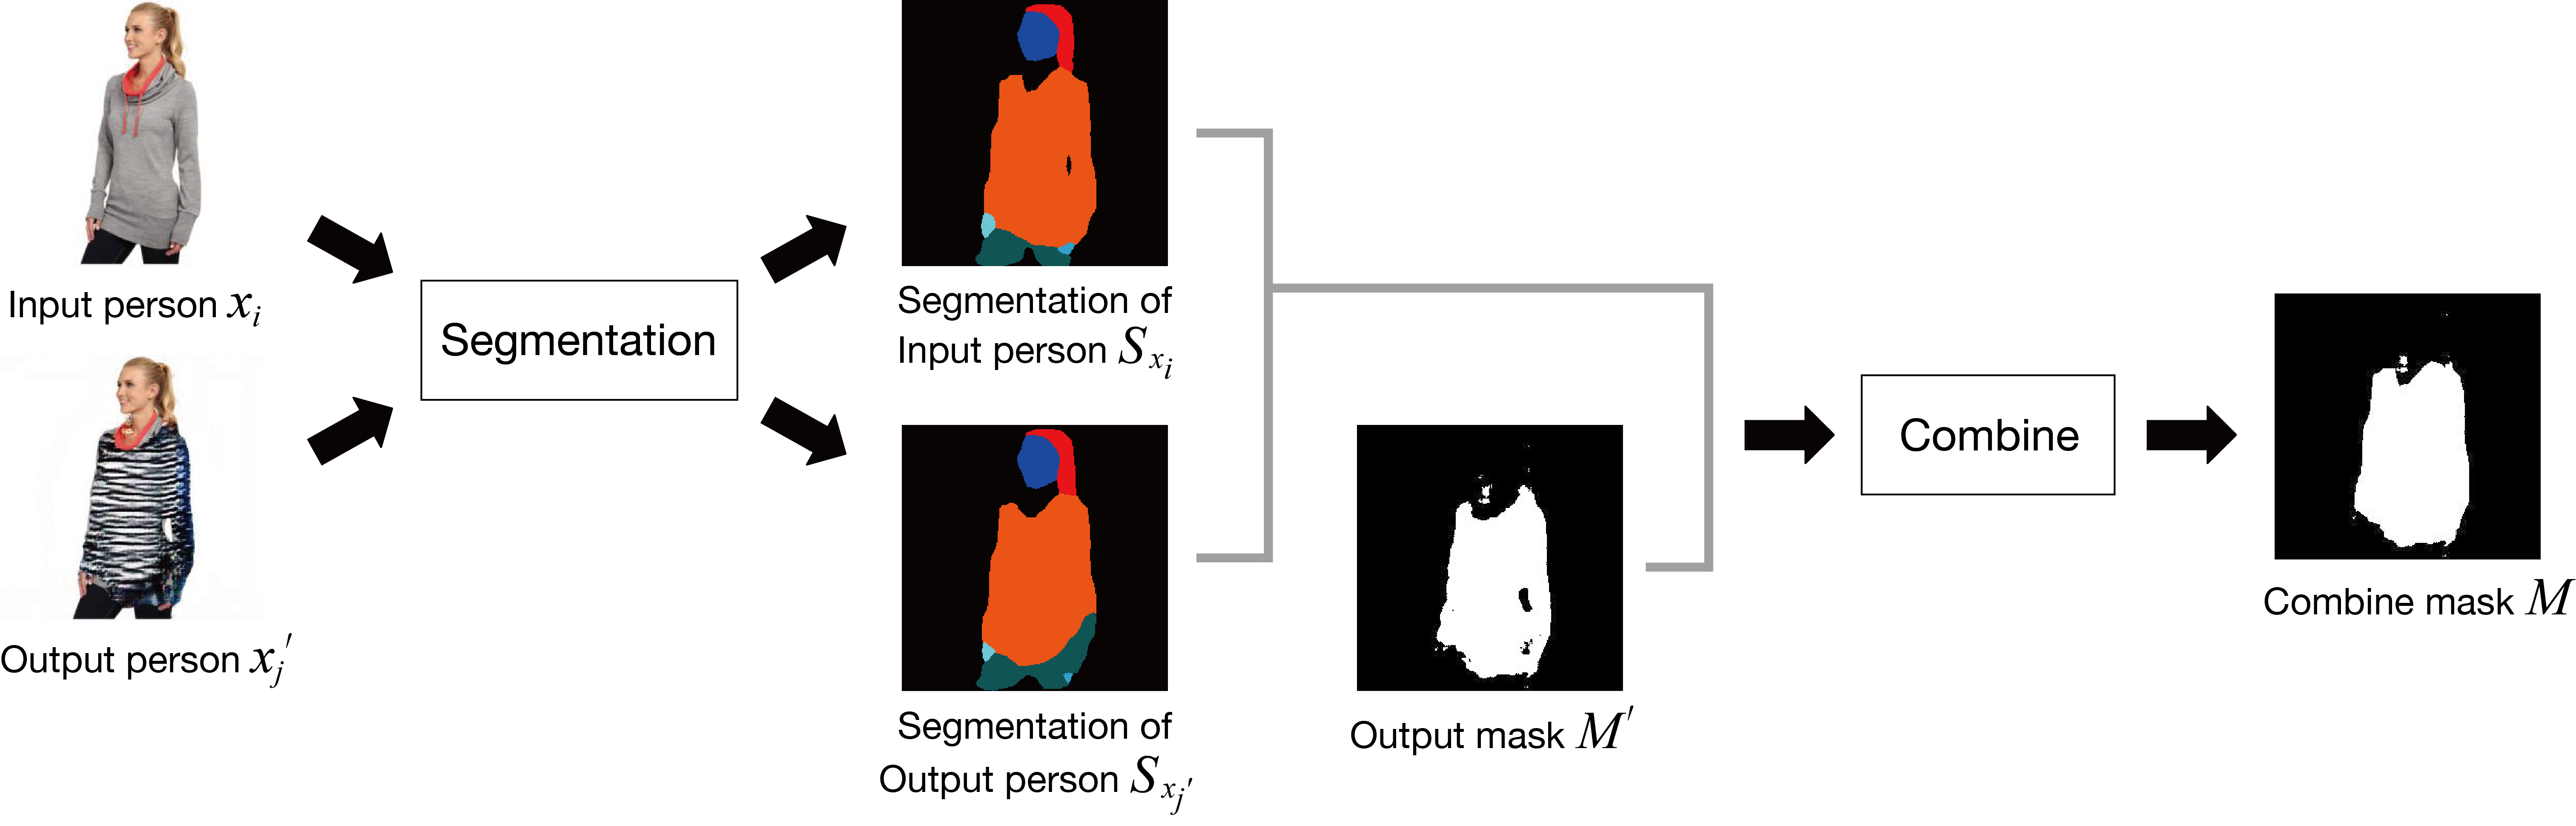 Input person x_i
Output person x_j′
Segmentation
Segmentation of
Input person S_{x_i}
Segmentation of
Output person S_{x_j′}
Output mask M′
Combine
Combine mask M